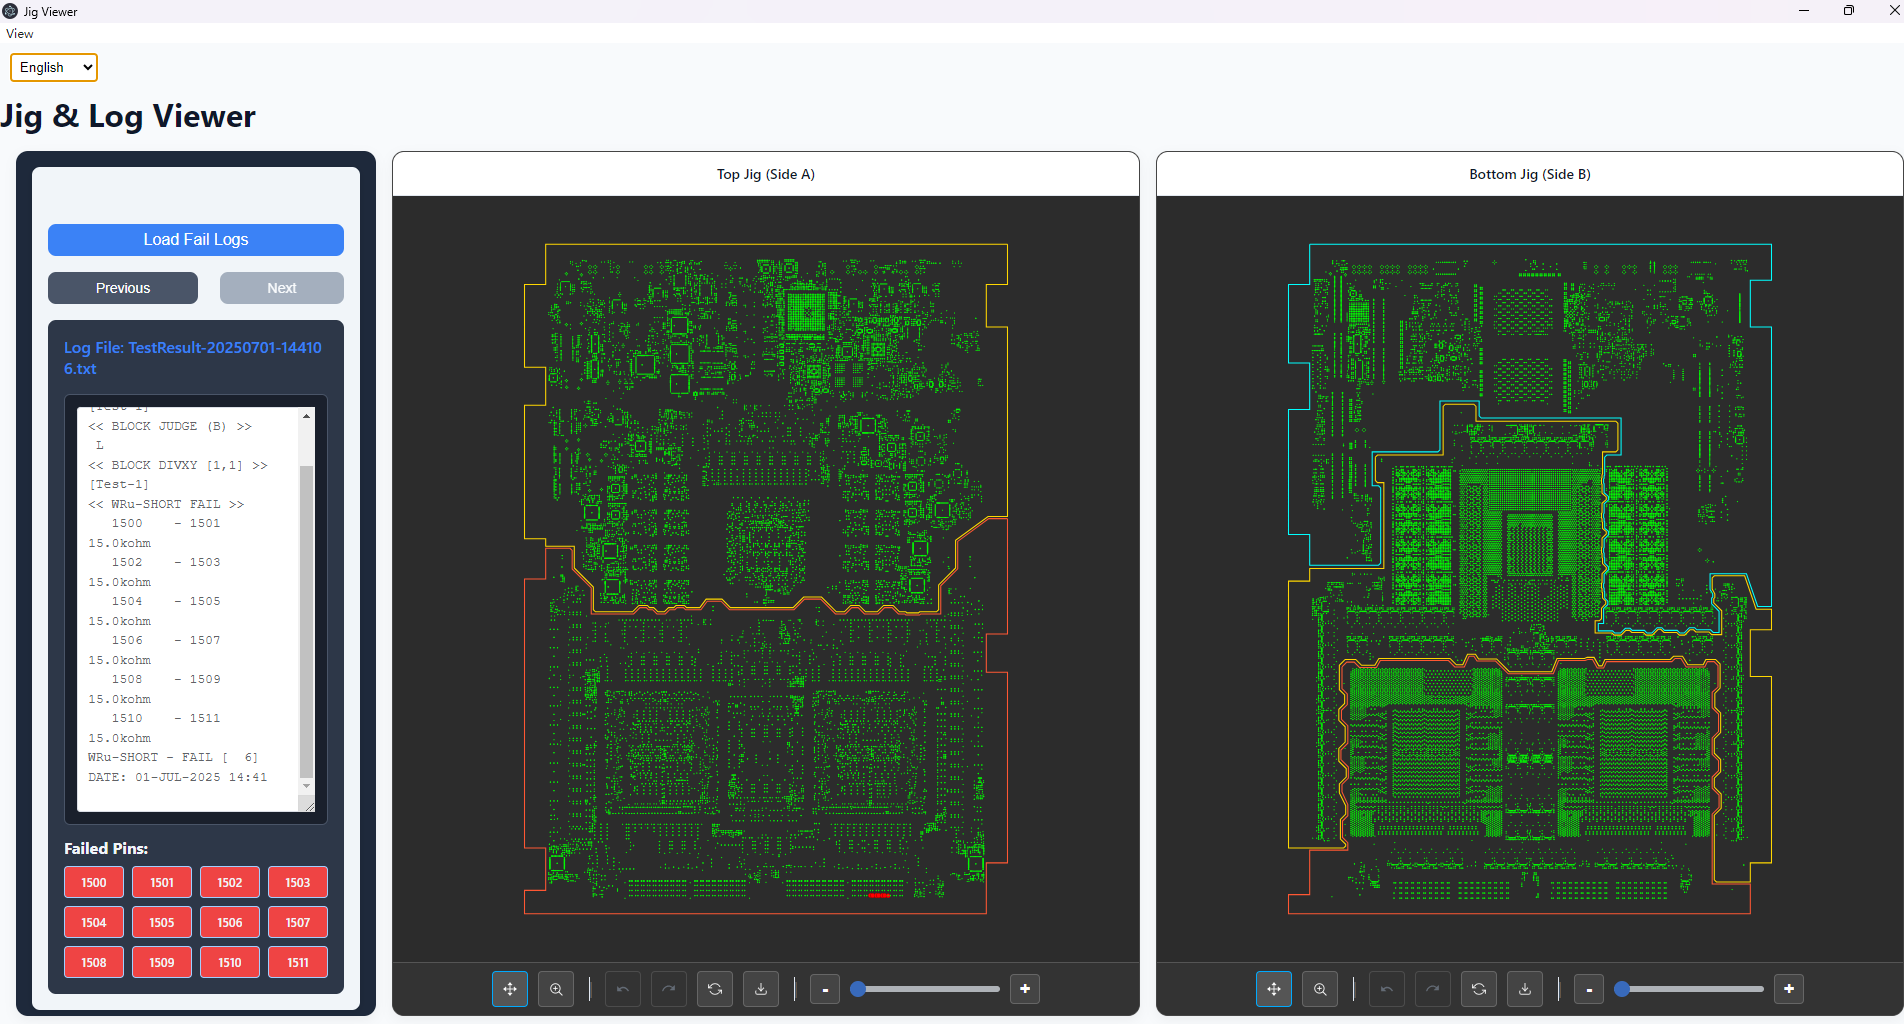 Jig Viewer
View
English
Jig & Log Viewer
Load Fail Logs
Previous
Next
Log File: TestResult-20250701-14410
6.txt
[Test-1]
<< BLOCK JUDGE (B) >>
L
<< BLOCK DIVXY [1,1] >>
[Test-1]
<< WRu-SHORT FAIL >>
1500 - 1501
15.0kohm
1502 - 1503
15.0kohm
1504 - 1505
15.0kohm
1506 - 1507
15.0kohm
1508 - 1509
15.0kohm
1510 - 1511
15.0kohm
WRu-SHORT - FAIL [ 6]
DATE: 01-JUL-2025 14:41
Failed Pins:
1500 1501 1502 1503
1504 1505 1506 1507
1508 1509 1510 1511
Top Jig (Side A)
- +
Bottom Jig (Side B)
- +